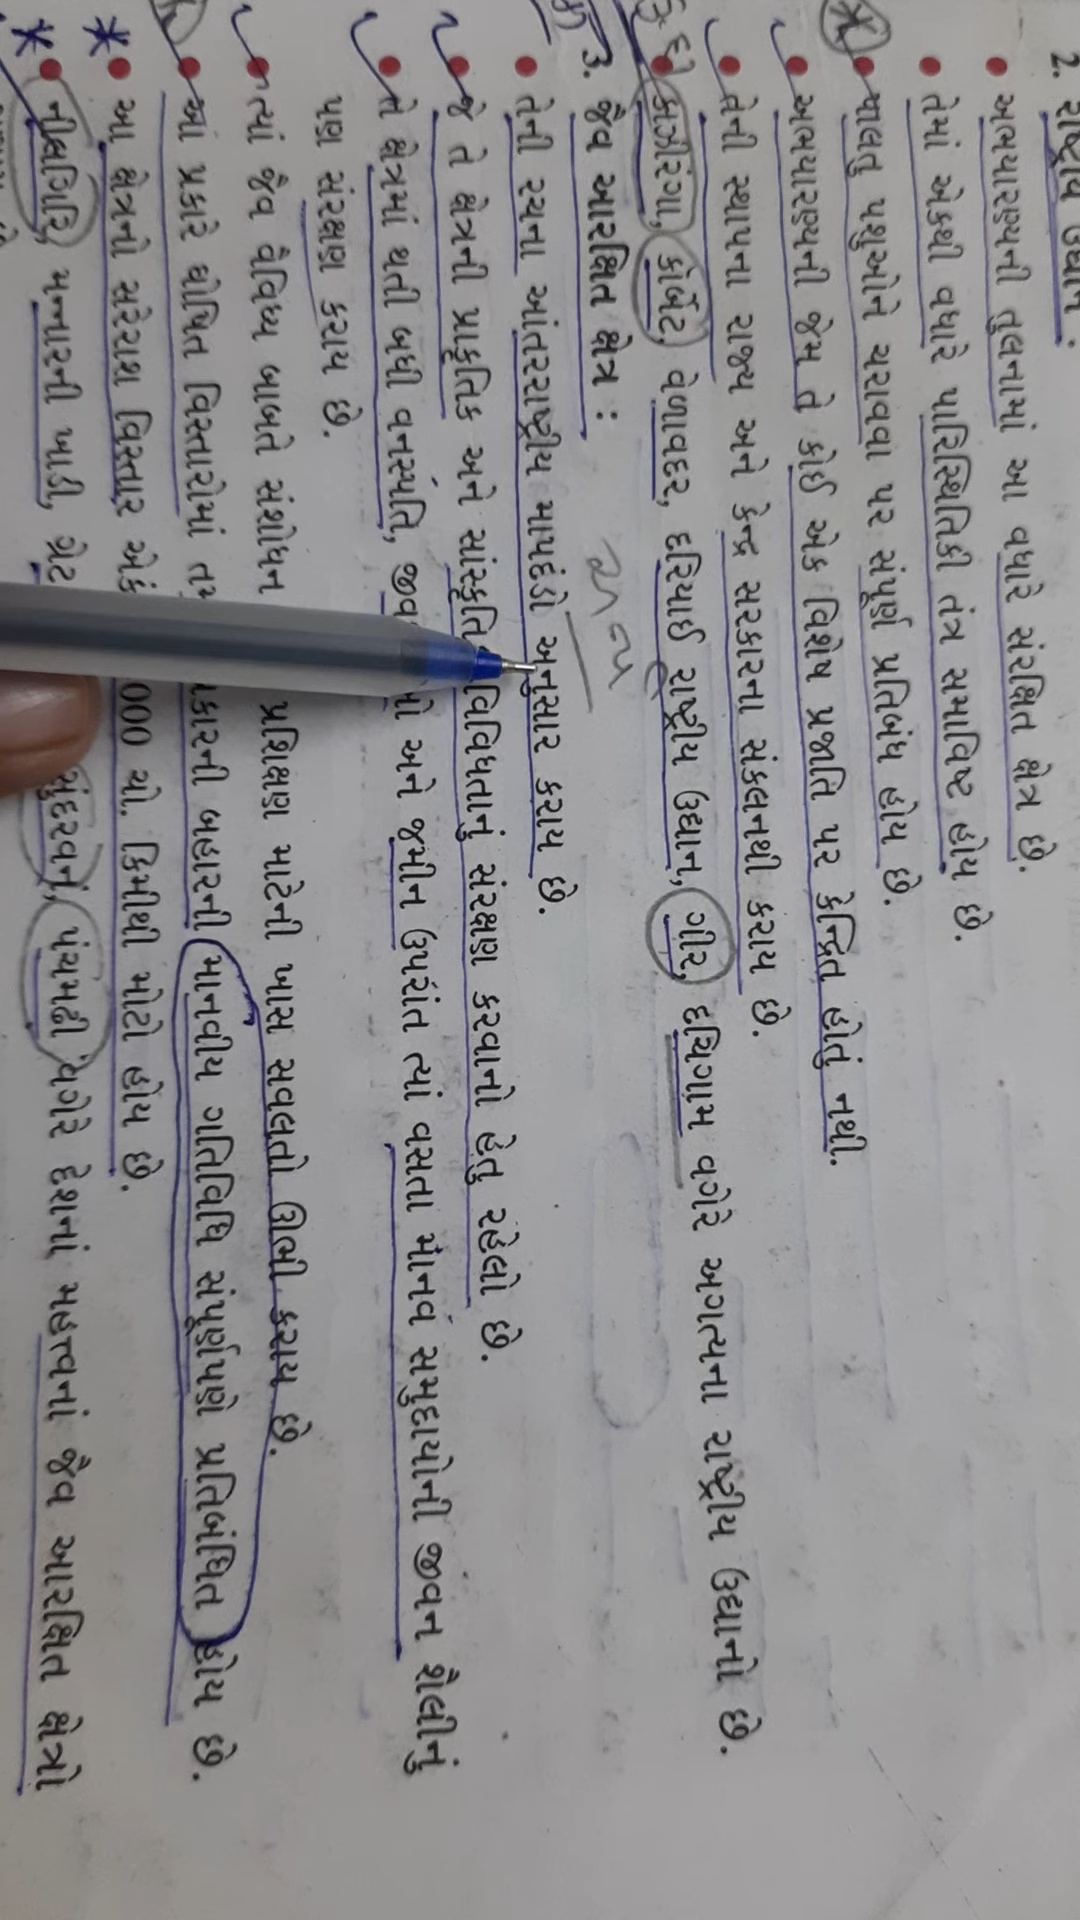 2. રાષ્ટ્રીય ઉદ્યાન :
• અભયારણ્યની તુલનામાં આ વધારે સંરક્ષિત ક્ષેત્ર છે.
• તેમાં એકથી વધારે પારિસ્થિતિકી તંત્ર સમાવિષ્ટ હોય છે.
• પાલતુ પશુઓને ચરાવવા પર સંપૂર્ણ પ્રતિબંધ હોય છે.
• અભયારણ્યની જેમ તે કોઈ એક વિશેષ પ્રજાતિ પર કેન્દ્રિત હોતું નથી.
• તેની સ્થાપના રાજ્ય અને કેન્દ્ર સરકારના સંકલનથી કરાય છે.
• કાઝીરંગા, કોર્બેટ, વેળાવદર, દરિયાઈ રાષ્ટ્રીય ઉદ્યાન, ગીર, દચિગામ વગેરે અગત્યના રાષ્ટ્રીય ઉદ્યાનો છે.
3. જૈવ આરક્ષિત ક્ષેત્ર :
• તેની રચના આંતરરાષ્ટ્રીય માપદંડો અનુસાર કરાય છે.
• જે તે ક્ષેત્રની પ્રાકૃતિક અને સાંસ્કૃતિ વિવિધતાનું સંરક્ષણ કરવાનો હેતુ રહેલો છે.
• તે ક્ષેત્રમાં થતી બધી વનસ્પતિ, અને જમીન ઉપરાંત ત્યાં વસતા માનવ સમુદાયોની જીવન શૈલીનું
પણ સંરક્ષણ કરાય છે.
• ત્યાં જૈવ વૈવિધ્ય બાબતે સંશોધન પ્રશિક્ષણ માટેની ખાસ સવલતો ઊભી કરાય છે.
• આ પ્રકારે ઘોષિત વિસ્તારોમાં બહારની માનવીય ગતિવિધિ સંપૂર્ણપણે પ્રતિબંધિત હોય છે.
• આ ક્ષેત્રનો સરેરાશ વિસ્તાર 000 ચો. કિમીથી મોટો હોય છે.
• નીલગિરિ, મન્નારની ખાડી, ગ્રેટ સુંદરવન, પંચમઢી વગેરે દેશનાં મહત્ત્વનાં જૈવ આરક્ષિત ક્ષેત્રો